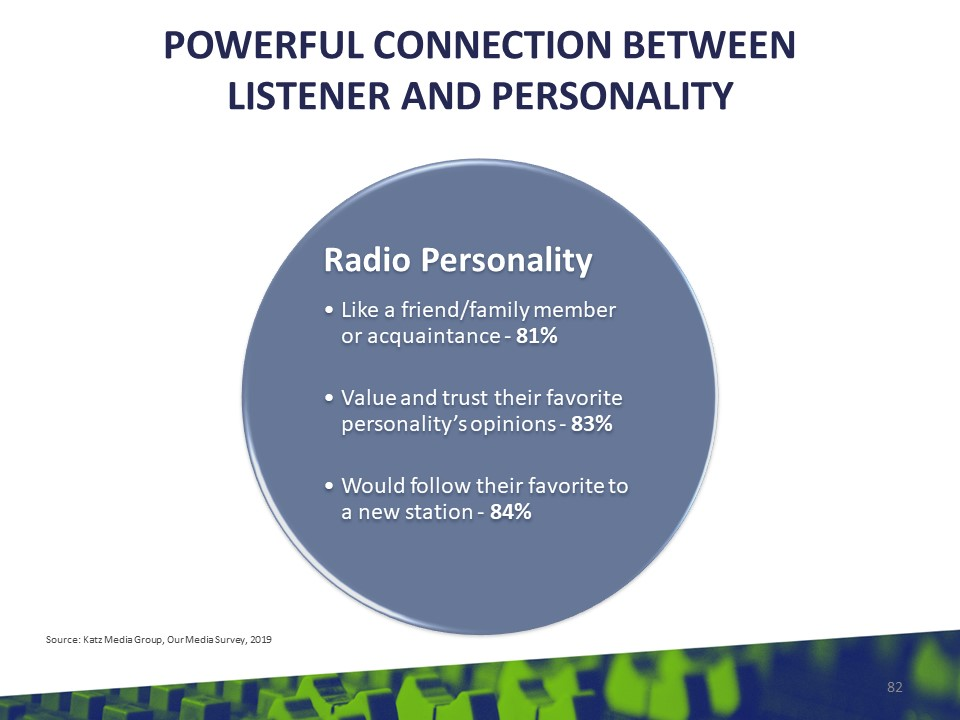 POWERFUL CONNECTION BETWEEN
LISTENER AND PERSONALITY
Radio Personality
• Like a friend/family member
or acquaintance - 81%
• Value and trust their favorite
personality’s opinions - 83%
• Would follow their favorite to
a new station - 84%
Source: Katz Media Group, Our Media Survey, 2019
82